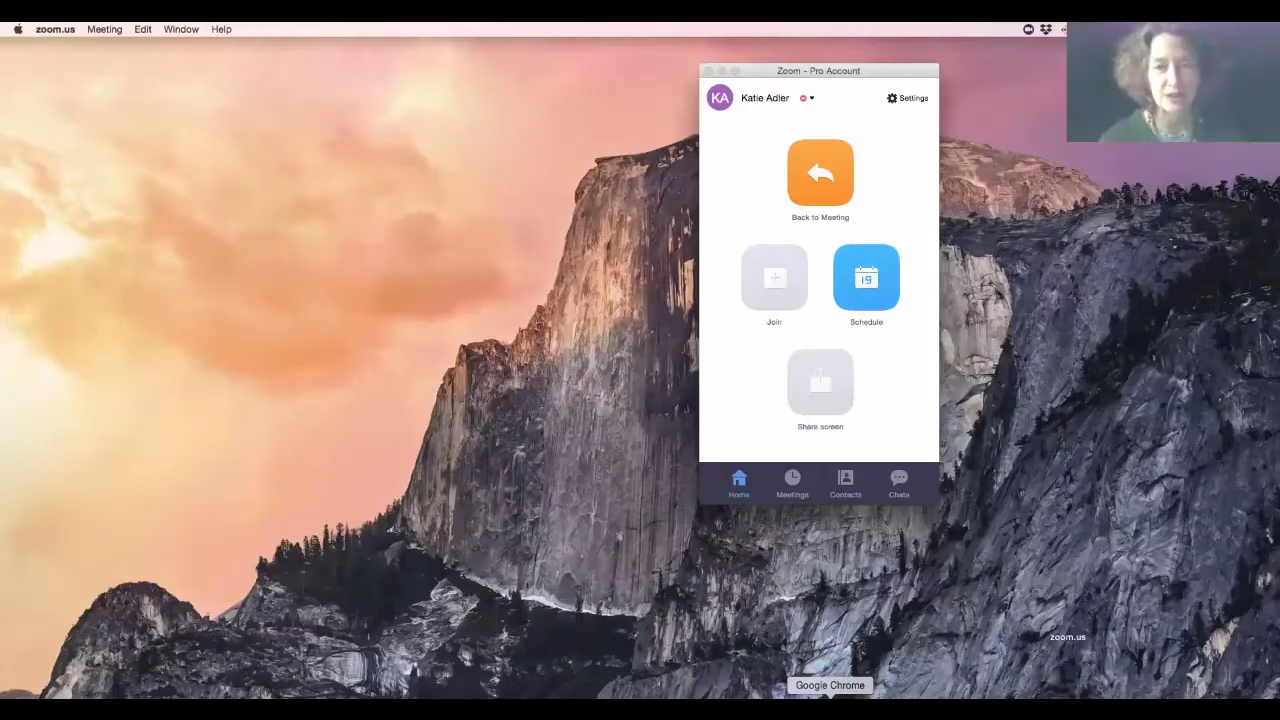 zoom.us Meeting Edit Window Help
Zoom - Pro Account
KA Katie Adler Settings
Back to Meeting
19
Join Schedule
Share screen
Home Meetings Contacts Chats
zoom.us
Google Chrome